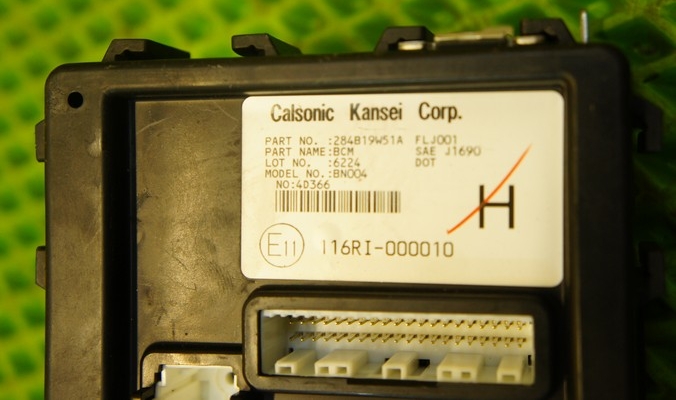 Calsonic Kansei Corp.
PART NO. :284B19W51A FLJ001
PART NAME:BCM SAE J1690
LOT NO. :6224 DOT
MODEL NO.:BN004
NO:4D366
H
E11 116RI-000010